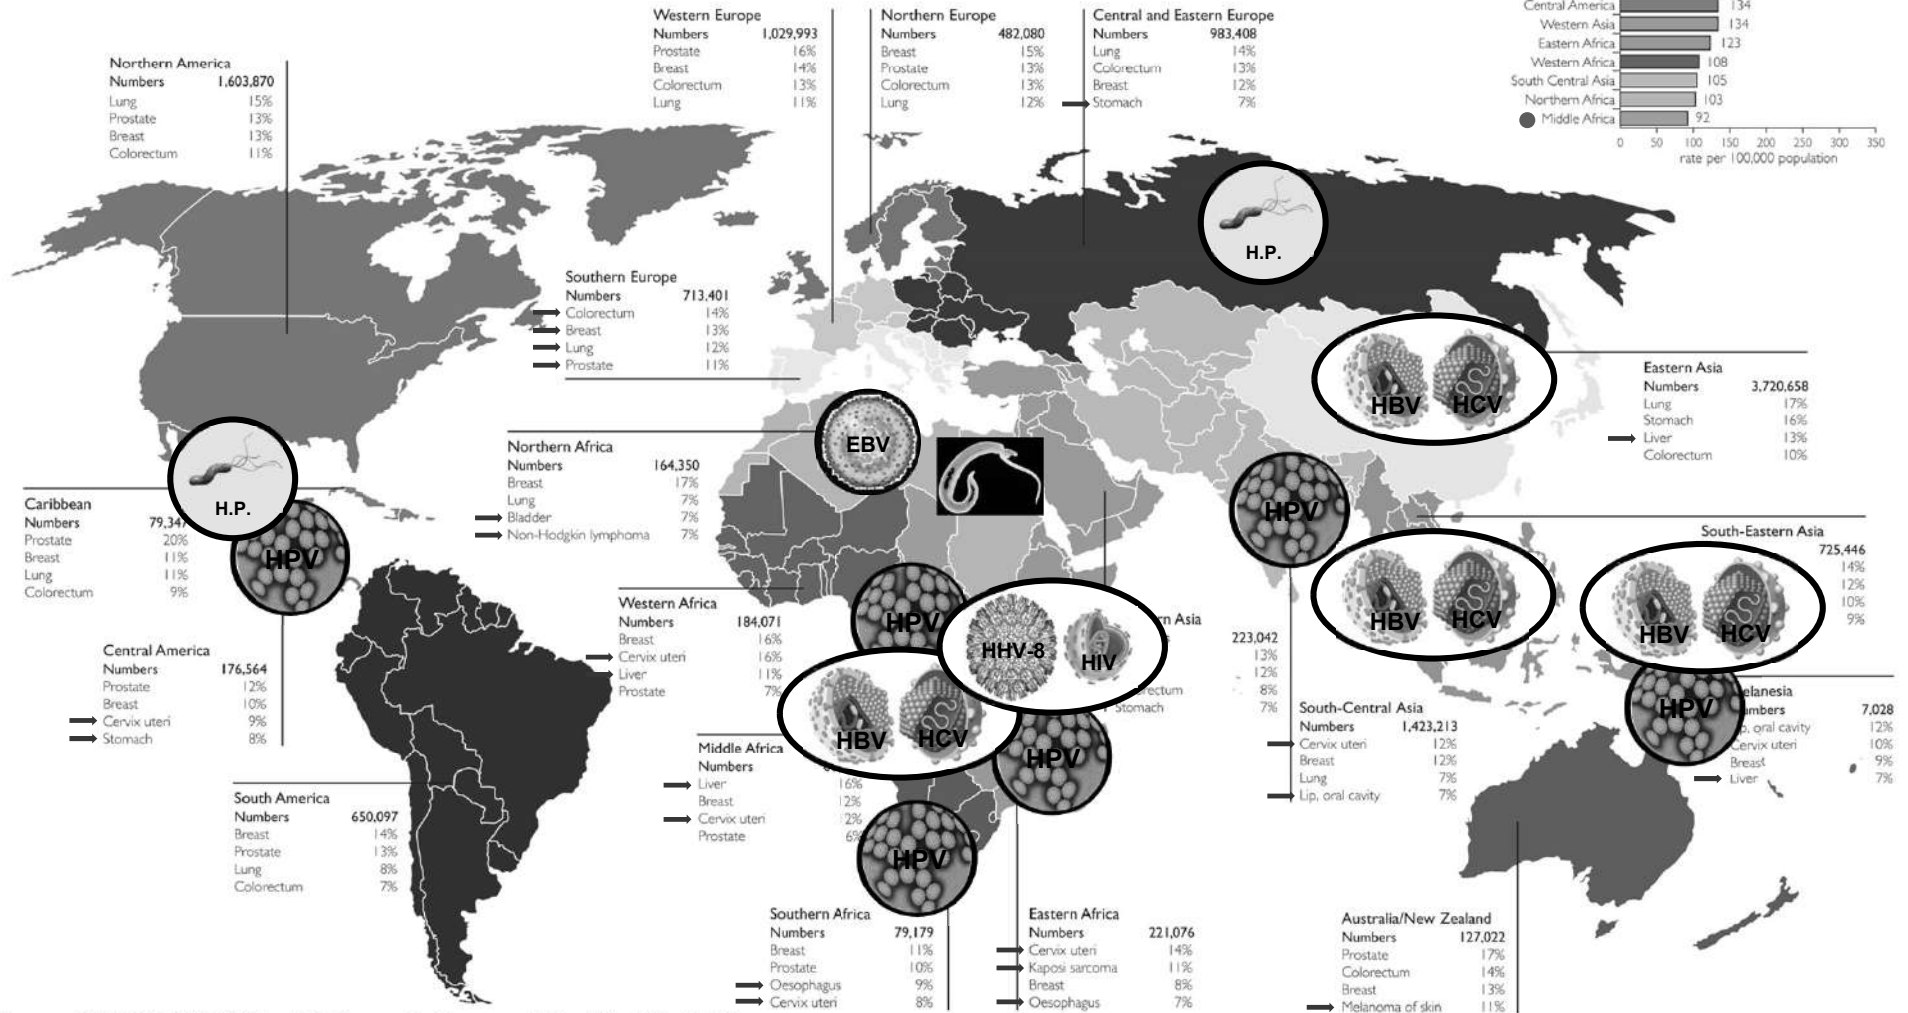 Western Europe
Numbers 1,029,993
Prostate 16%
Breast 14%
Colorectum 13%
Lung 11%
Northern Europe
Numbers 482,080
Breast 15%
Prostate 13%
Colorectum 13%
Lung 12%
Central and Eastern Europe
Numbers 983,408
Lung 14%
Colorectum 13%
Breast 12%
Stomach 7%
Central America 134
Western Asia 134
Eastern Africa 123
Western Africa 108
South Central Asia 105
Northern Africa 103
Middle Africa 92
0 50 100 150 200 250 300 350
rate per 100,000 population
Northern America
Numbers 1,603,870
Lung 15%
Prostate 13%
Breast 13%
Colorectum 11%
H.P.
Southern Europe
Numbers 713,401
Colorectum 14%
Breast 13%
Lung 12%
Prostate 11%
HBV HCV
Eastern Asia
Numbers 3,720,658
Lung 17%
Stomach 16%
Liver 13%
Colorectum 10%
EBV
Northern Africa
Numbers 164,350
Breast 17%
Lung 7%
Bladder 7%
Non-Hodgkin lymphoma 7%
H.P.
HPV
Caribbean
Numbers 79,347
Prostate 20%
Breast 11%
Lung 11%
Colorectum 9%
HPV
South-Eastern Asia
725,446
14%
12%
10%
9%
HBV HCV
HBV HCV
Western Africa
Numbers 184,071
Breast 16%
Cervix uteri 16%
Liver 11%
Prostate 7%
HPV
HHV-8 HIV
Asia
223,042
13%
12%
8%
Stomach 7%
Central America
Numbers 176,564
Prostate 12%
Breast 10%
Cervix uteri 9%
Stomach 8%
HBV HCV
HPV
HPV
7,028
oral cavity 12%
Cervix uteri 10%
Breast 9%
Liver 7%
South-Central Asia
Numbers 1,423,213
Cervix uteri 12%
Breast 12%
Lung 7%
Lip, oral cavity 7%
Middle Africa
Numbers
Liver 16%
Breast 12%
Cervix uteri 12%
Prostate 6%
South America
Numbers 650,097
Breast 14%
Prostate 13%
Lung 8%
Colorectum 7%
HPV
Southern Africa
Numbers 79,179
Breast 11%
Prostate 10%
Oesophagus 9%
Cervix uteri 8%
Eastern Africa
Numbers 221,076
Cervix uteri 14%
Kaposi sarcoma 11%
Breast 8%
Oesophagus 7%
Australia/New Zealand
Numbers 127,022
Prostate 17%
Colorectum 14%
Breast 13%
Melanoma of skin 11%